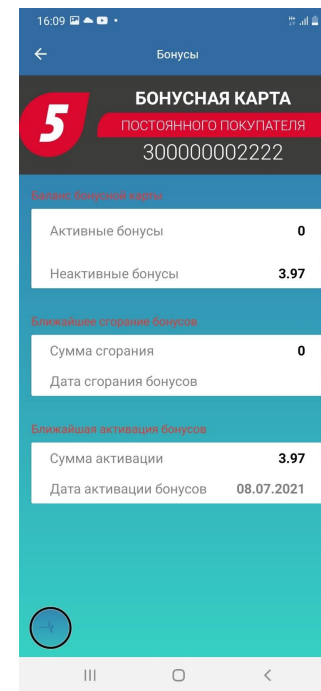 16:09
Бонусы
5
БОНУСНАЯ КАРТА
ПОСТОЯННОГО ПОКУПАТЕЛЯ
300000002222
Баланс бонусной карты
Активные бонусы 0
Неактивные бонусы 3.97
Ближайшее сгорание бонусов
Сумма сгорания 0
Дата сгорания бонусов
Ближайшая активация бонусов
Сумма активации 3.97
Дата активации бонусов 08.07.2021